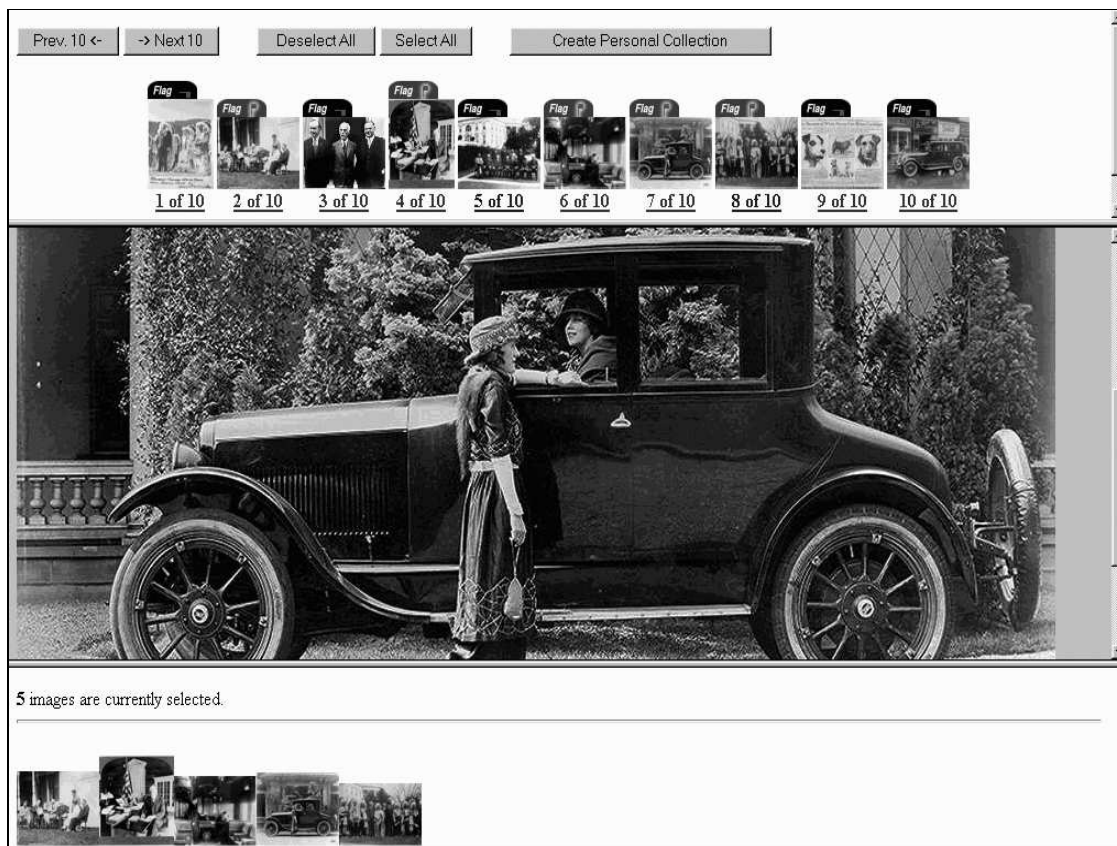 Prev. 10 <-
-> Next 10
Deselect All
Select All
Create Personal Collection
Flag
Flag
Flag
Flag
Flag
Flag
Flag
Flag
Flag
Flag
1 of 10
2 of 10
3 of 10
4 of 10
5 of 10
6 of 10
7 of 10
8 of 10
9 of 10
10 of 10
5 images are currently selected.